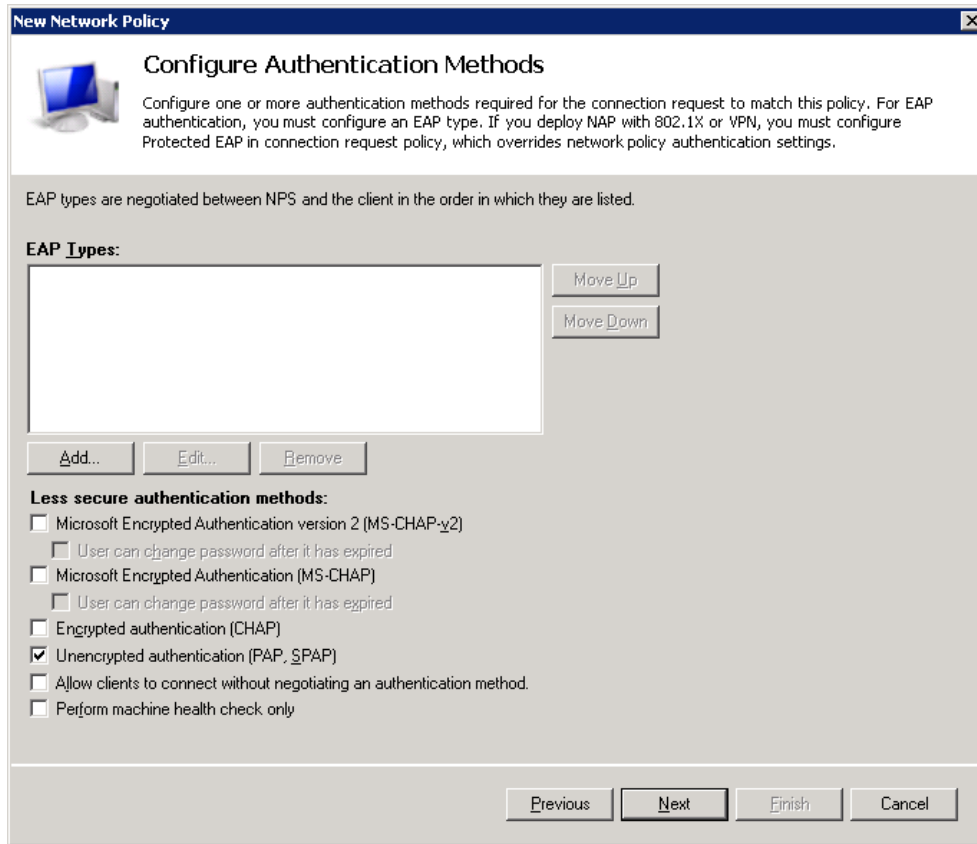 New Network Policy
Configure Authentication Methods
Configure one or more authentication methods required for the connection request to match this policy. For EAP
authentication, you must configure an EAP type. If you deploy NAP with 802.1X or VPN, you must configure
Protected EAP in connection request policy, which overrides network policy authentication settings.
EAP types are negotiated between NPS and the client in the order in which they are listed.
EAP Types:
Move Up
Move Down
Add... Edit... Remove
Less secure authentication methods:
Microsoft Encrypted Authentication version 2 (MS-CHAP-v2)
User can change password after it has expired
Microsoft Encrypted Authentication (MS-CHAP)
User can change password after it has expired
Encrypted authentication (CHAP)
Unencrypted authentication (PAP, SPAP)
Allow clients to connect without negotiating an authentication method.
Perform machine health check only
Previous Next Finish Cancel